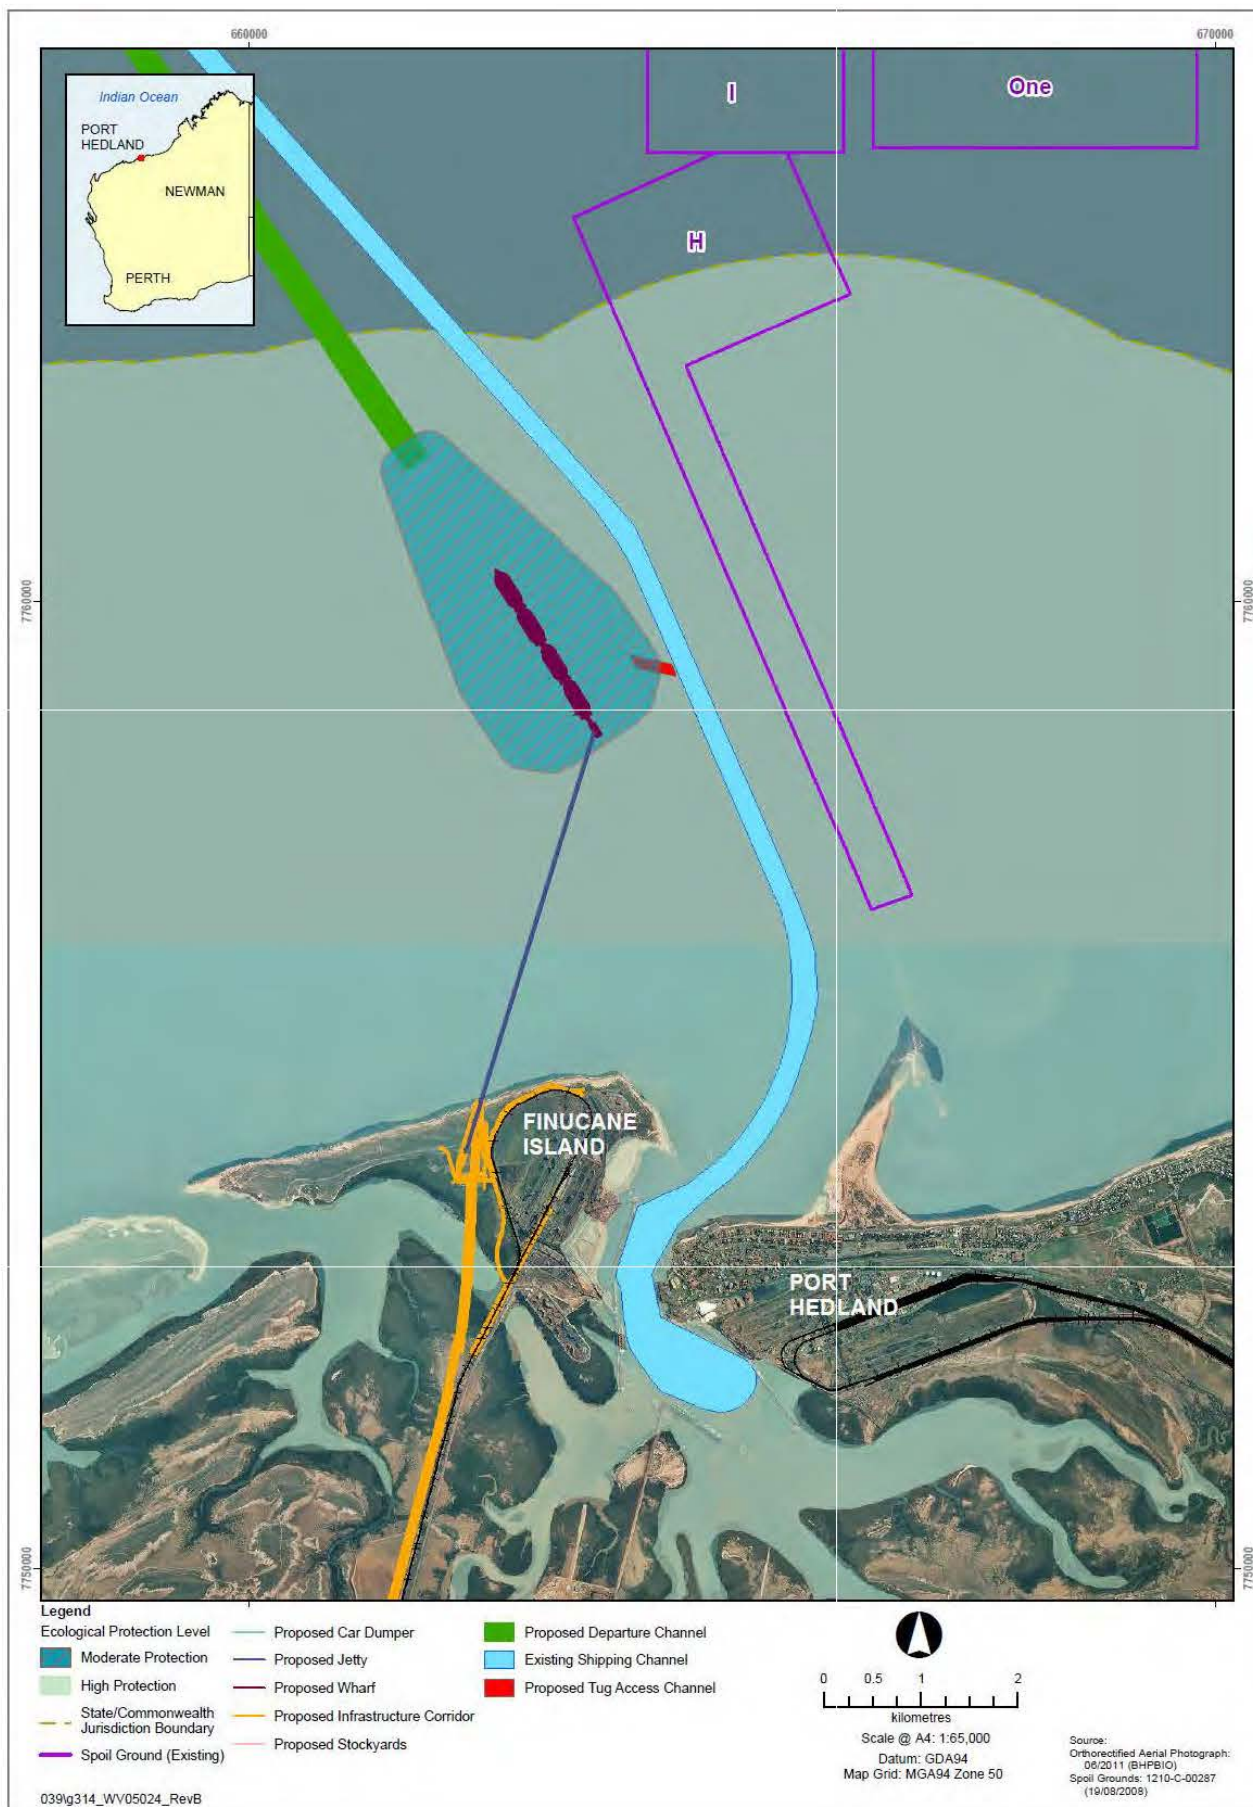 660000
670000
Indian Ocean
PORT
HEDLAND
NEWMAN
PERTH
I
One
H
7760000
7760000
FINUCANE
ISLAND
PORT
HEDLAND
7750000
7750000
Legend
Ecological Protection Level
Moderate Protection
High Protection
State/Commonwealth
Jurisdiction Boundary
Spoil Ground (Existing)
Proposed Car Dumper
Proposed Jetty
Proposed Wharf
Proposed Infrastructure Corridor
Proposed Stockyards
Proposed Departure Channel
Existing Shipping Channel
Proposed Tug Access Channel
0 0.5 1 2
kilometres
Scale @ A4: 1:65,000
Datum: GDA94
Map Grid: MGA94 Zone 50
Source:
Orthorectified Aerial Photograph:
06/2011 (BHPBIO)
Spoil Grounds: 1210-C-00287
(19/08/2008)
039\g314_WV05024_RevB